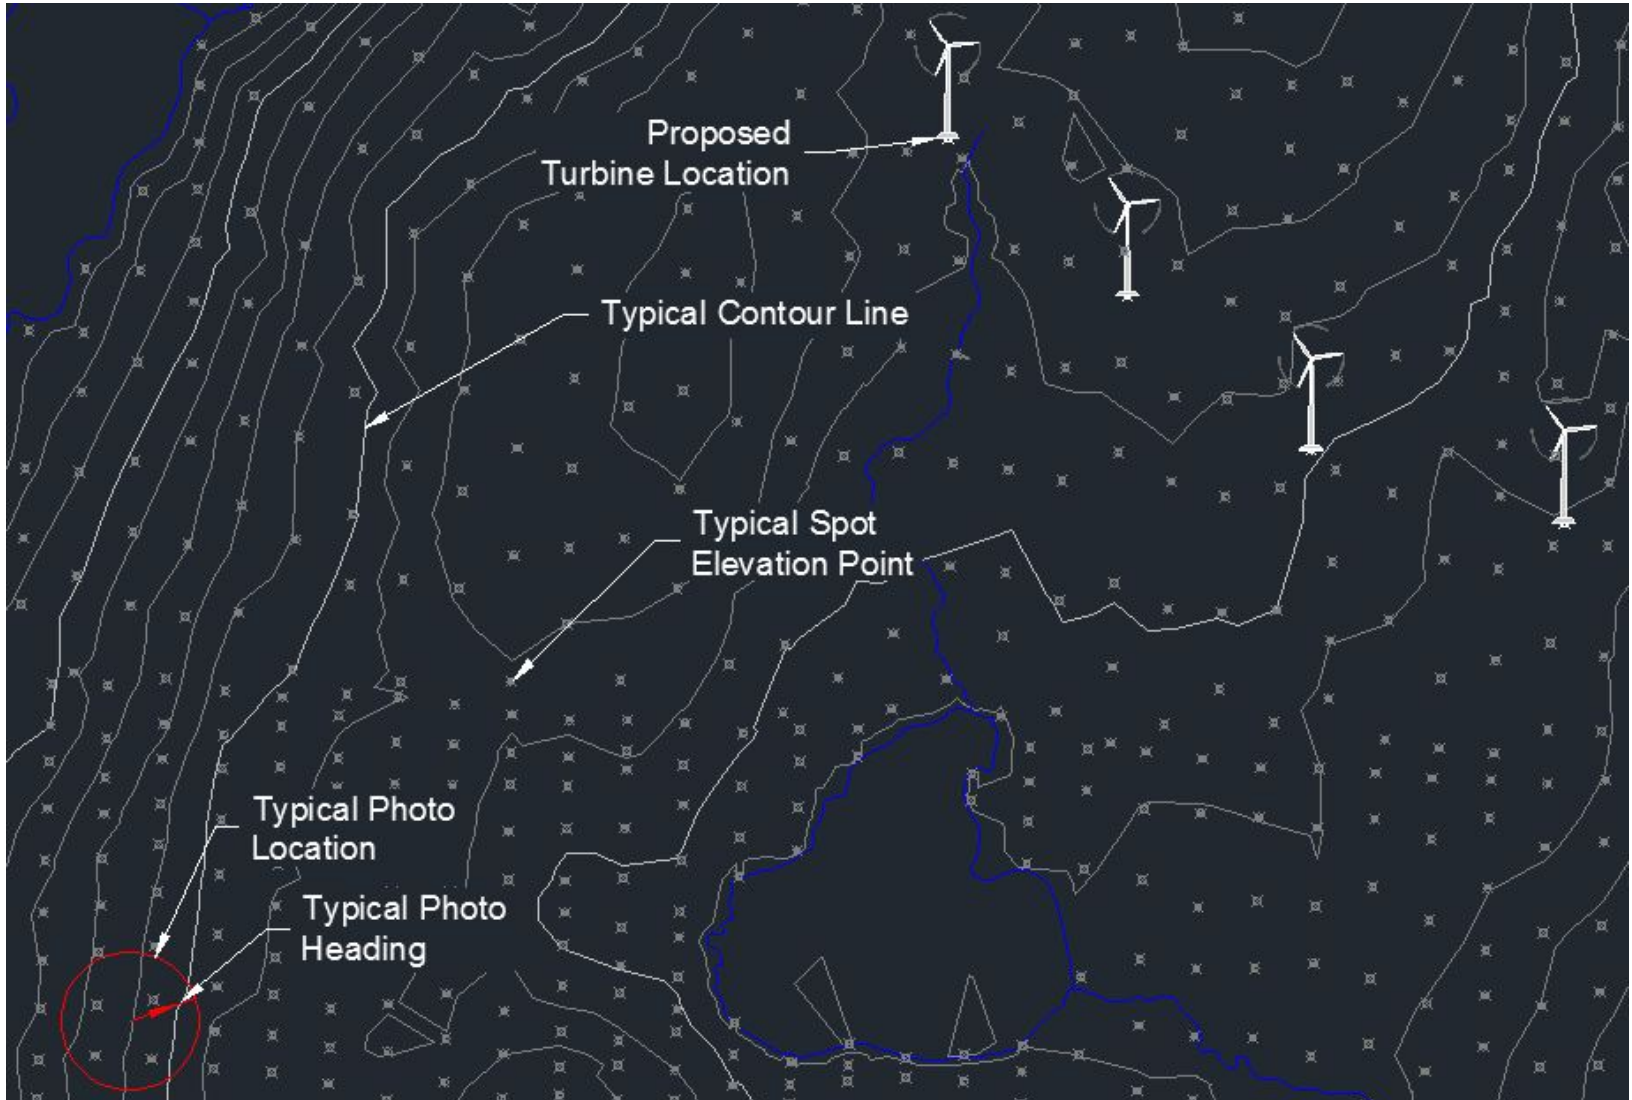 Proposed
Turbine Location
Typical Contour Line
Typical Spot
Elevation Point
Typical Photo
Location
Typical Photo
Heading